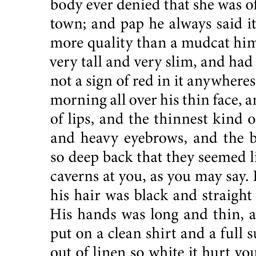 body ever denied that she was of
town; and pap he always said it
more quality than a mudcat him
very tall and very slim, and had
not a sign of red in it anywheres
morning all over his thin face, a
of lips, and the thinnest kind o
and heavy eyebrows, and the b
so deep back that they seemed l
caverns at you, as you may say.
his hair was black and straight
His hands was long and thin, a
put on a clean shirt and a full su
out of linen so white it hurt you